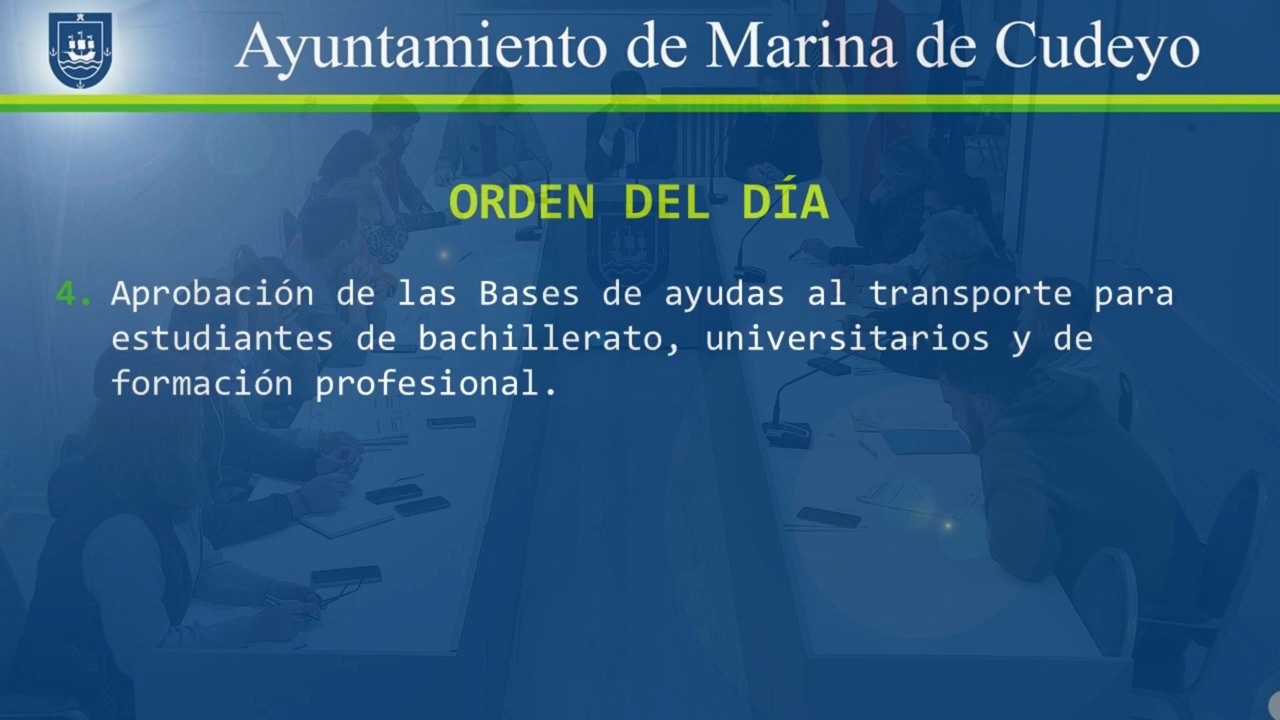 Ayuntamiento de Marina de Cudeyo
ORDEN DEL DÍA
4. Aprobación de las Bases de ayudas al transporte para
estudiantes de bachillerato, universitarios y de
formación profesional.